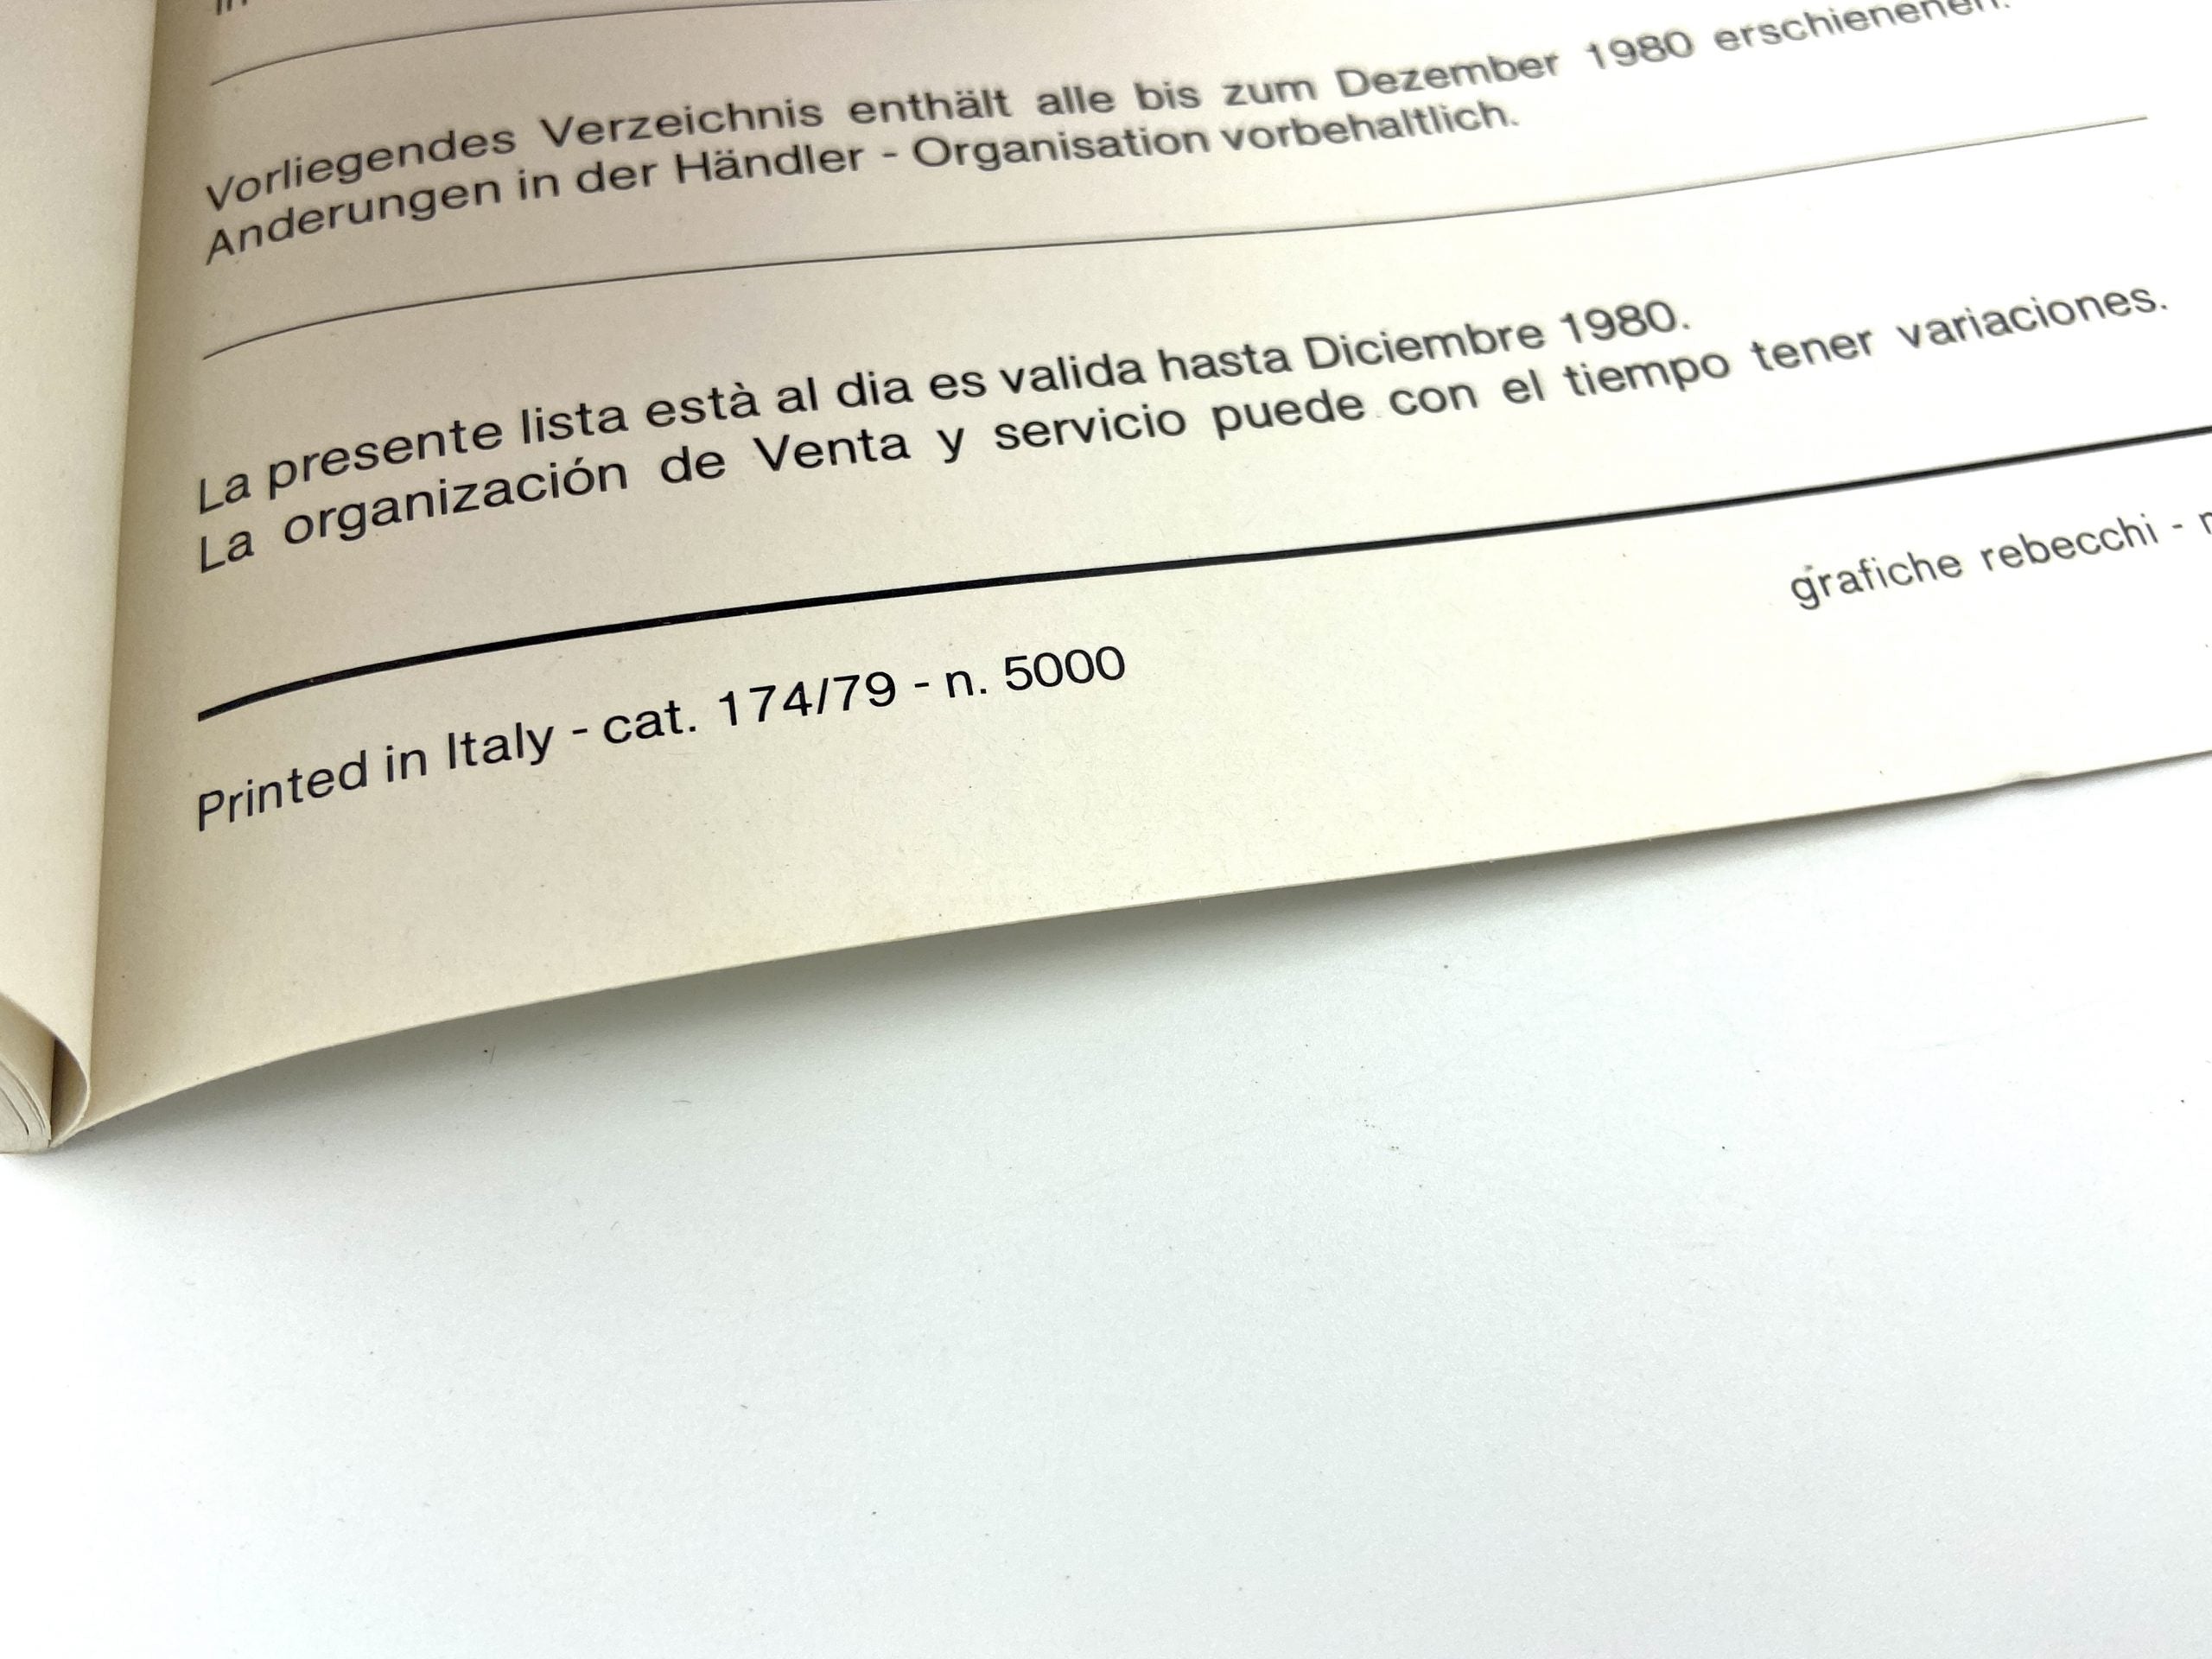 Vorliegendes Verzeichnis enthält alle bis zum Dezember 1980 erschienenen.
Anderungen in der Händler - Organisation vorbehaltlich.
La presente lista està al dia es valida hasta Diciembre 1980.
La organización de Venta y servicio puede con el tiempo tener variaciones.
grafiche rebecchi -
Printed in Italy - cat. 174/79 - n. 5000